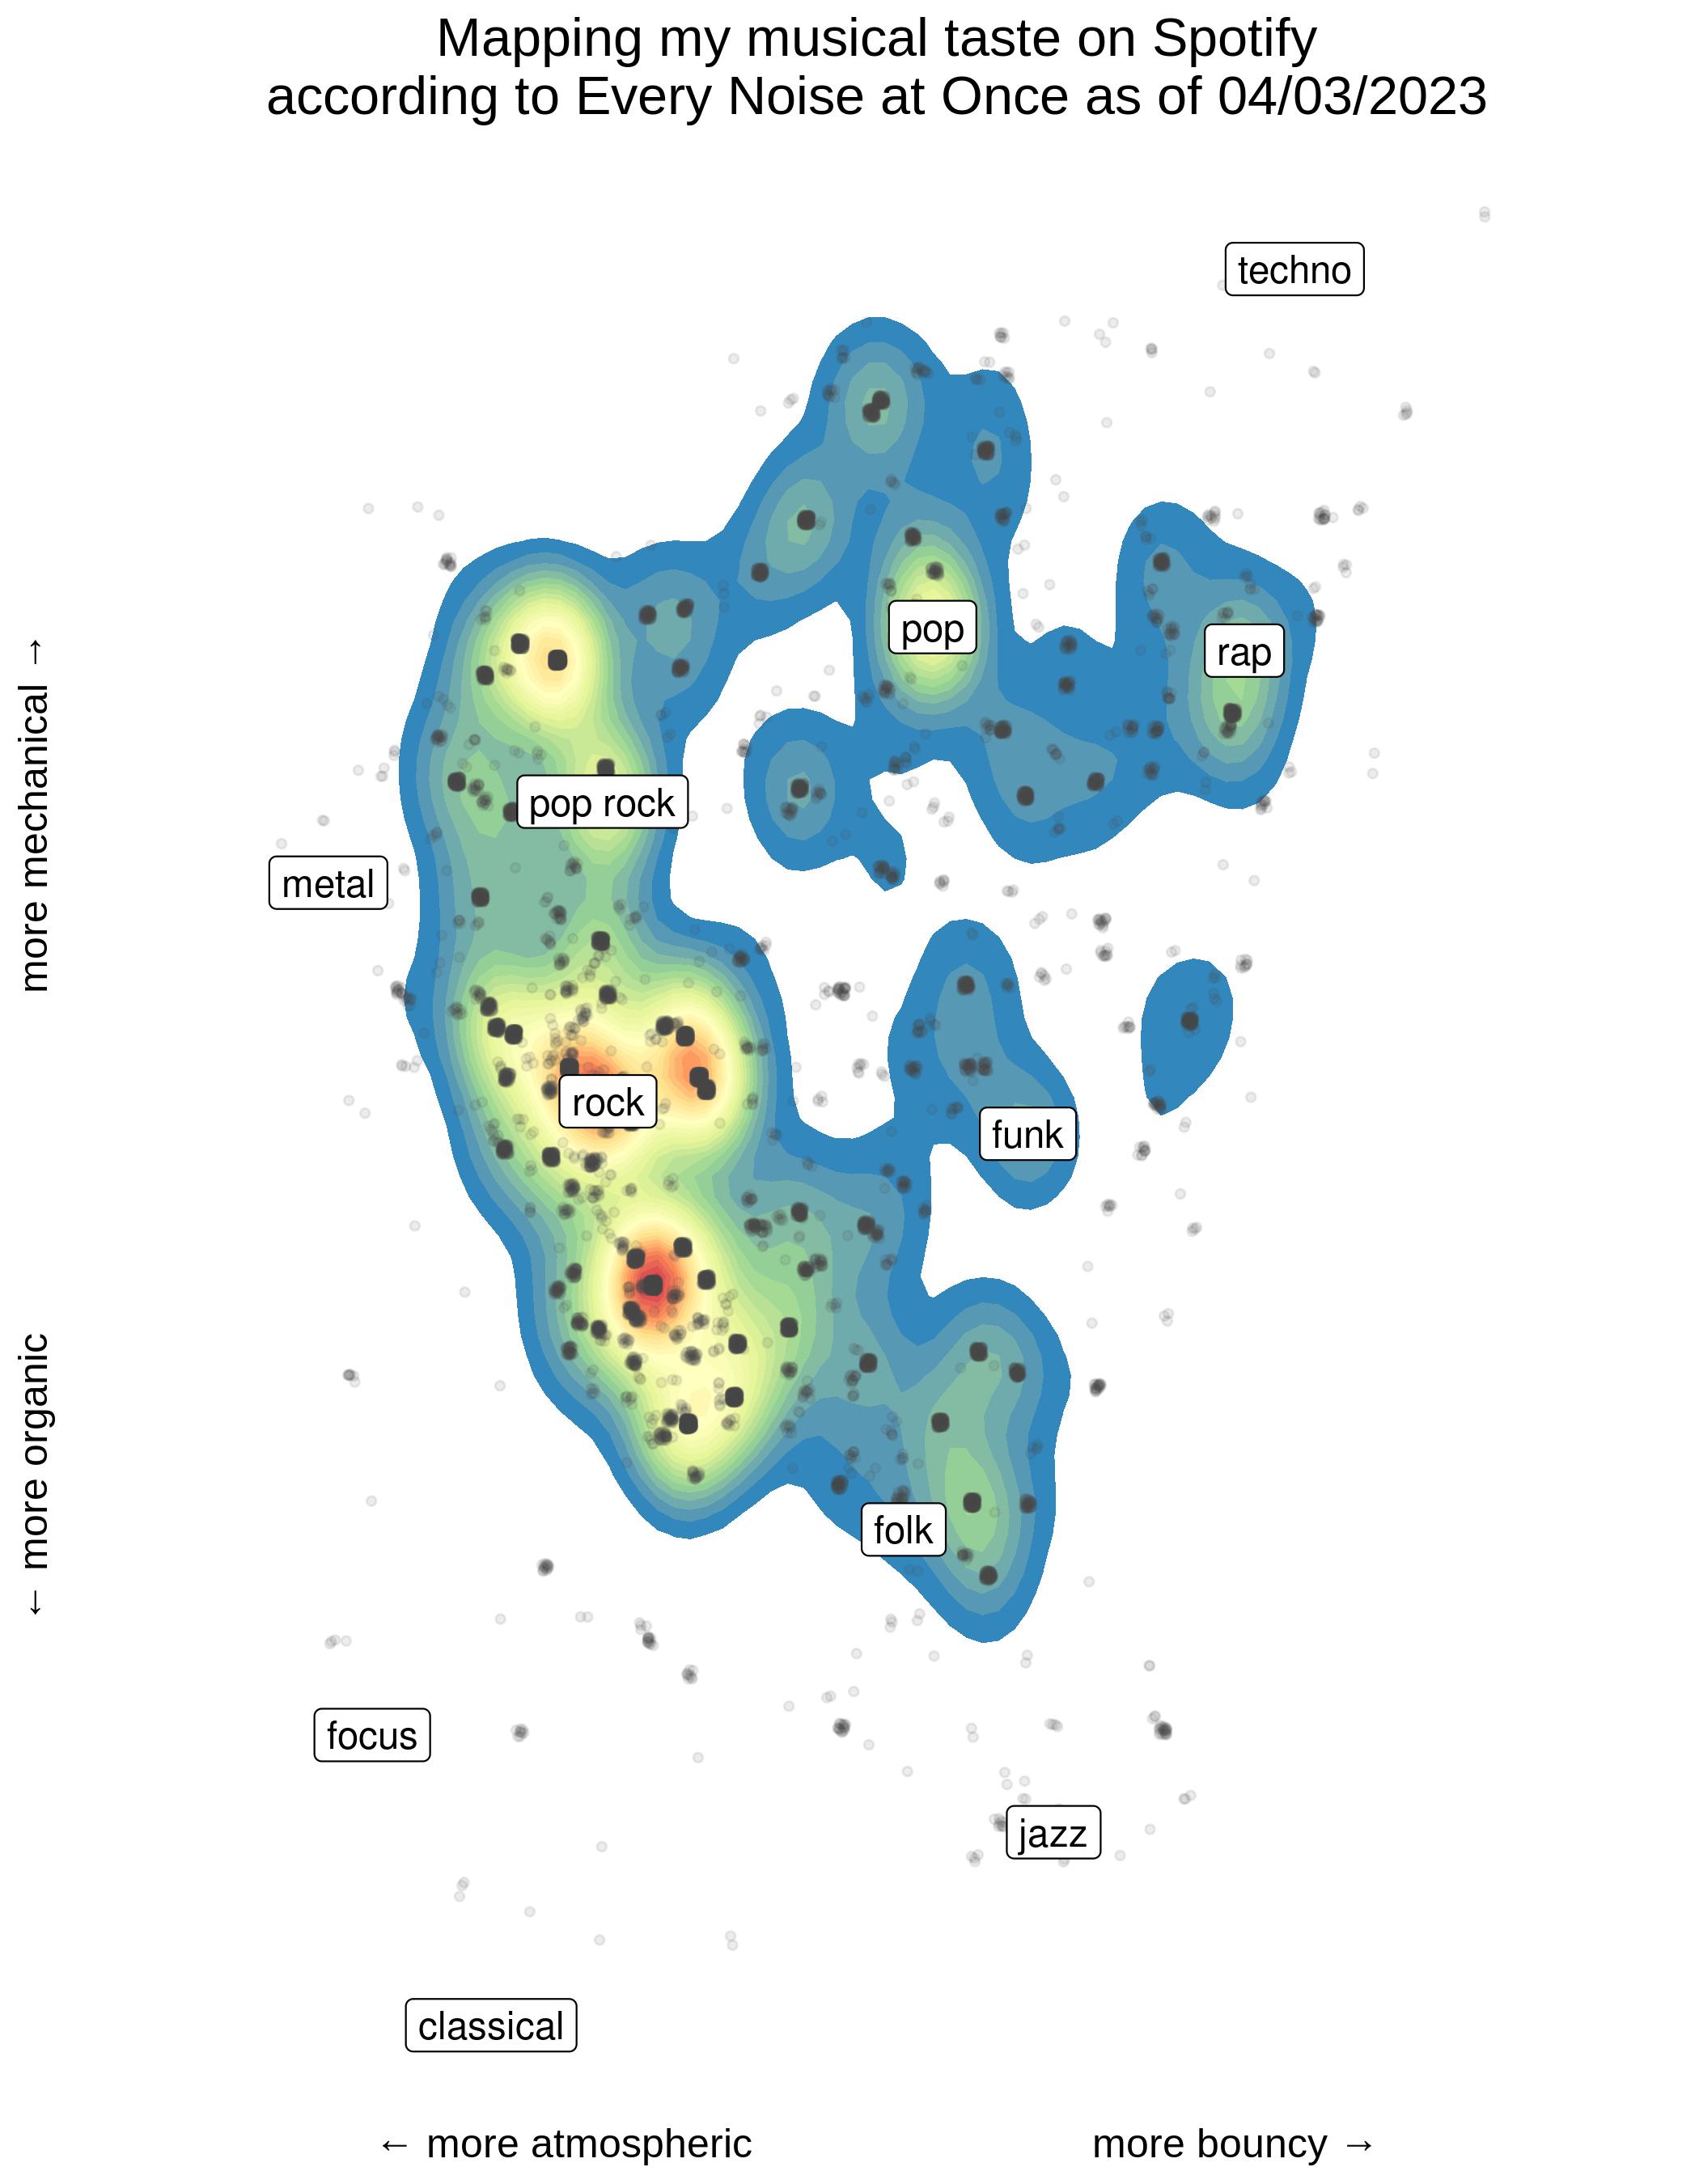 Mapping my musical taste on Spotify
according to Every Noise at Once as of 04/03/2023
techno
pop
rap
more mechanical →
pop rock
metal
rock
funk
← more organic
folk
focus
jazz
classical
← more atmospheric
more bouncy →